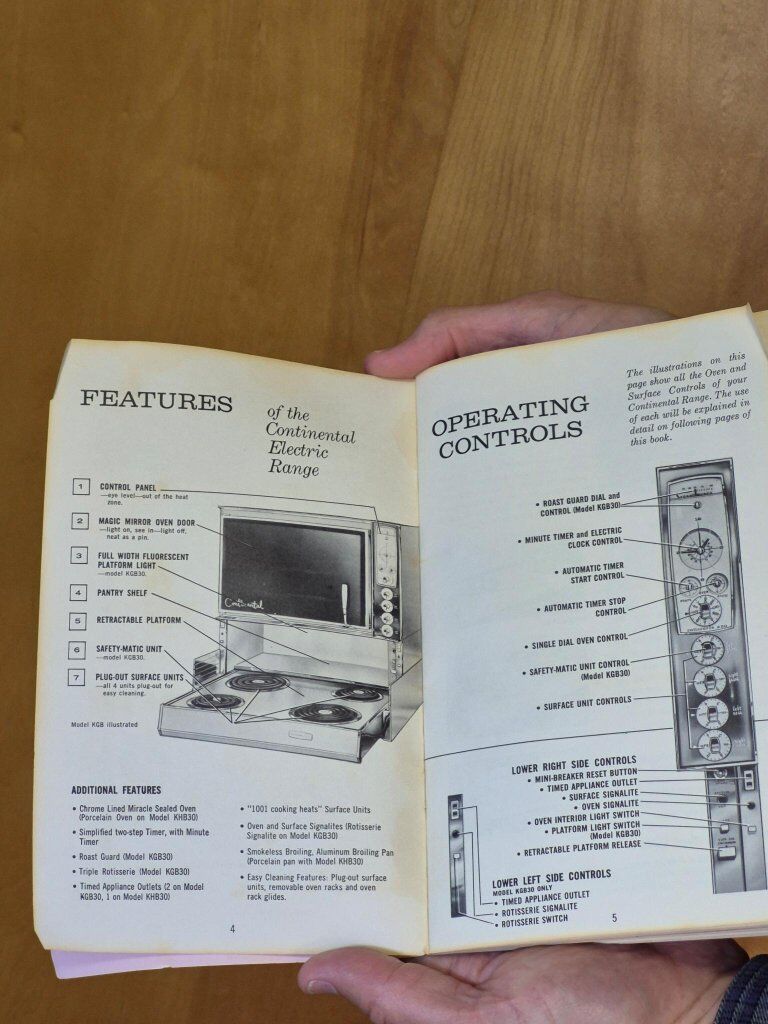 FEATURES
of the
Continental
Electric
Range
1 CONTROL PANEL
—eye level—out of the heat
zone.
2 MAGIC MIRROR OVEN DOOR
—light on, see in—light off,
neat as a pin.
3 FULL WIDTH FLUORESCENT
PLATFORM LIGHT
—model KGB30.
4 PANTRY SHELF
5 RETRACTABLE PLATFORM
6 SAFETY-MATIC UNIT
—model KGB30.
7 PLUG-OUT SURFACE UNITS
—all 4 units plug-out for
easy cleaning.
Continental
Model KGB illustrated
ADDITIONAL FEATURES
• Chrome Lined Miracle Sealed Oven
(Porcelain Oven on Model KHB30)
• Simplified two-step Timer, with Minute
Timer
• Roast Guard (Model KGB30)
• Triple Rotisserie (Model KGB30)
• Timed Appliance Outlets (2 on Model
KGB30, 1 on Model KHB30)
• "1001 cooking heats" Surface Units
• Oven and Surface Signalites (Rotisserie
Signalite on Model KGB30)
• Smokeless Broiling, Aluminum Broiling Pan
(Porcelain pan with Model KHB30)
• Easy Cleaning Features: Plug-out surface
units, removable oven racks and oven
rack glides.
4
OPERATING
CONTROLS
The illustrations on this
page show all the Oven and
Surface Controls of your
Continental Range. The use
of each will be explained in
detail on following pages of
this book.
• ROAST GUARD DIAL and
CONTROL (Model KGB30)
• MINUTE TIMER and ELECTRIC
CLOCK CONTROL
• AUTOMATIC TIMER
START CONTROL
• AUTOMATIC TIMER STOP
CONTROL
• SINGLE DIAL OVEN CONTROL
• SAFETY-MATIC UNIT CONTROL
(Model KGB30)
• SURFACE UNIT CONTROLS
LOWER RIGHT SIDE CONTROLS
• MINI-BREAKER RESET BUTTON
• TIMED APPLIANCE OUTLET
• SURFACE SIGNALITE
• OVEN SIGNALITE
• OVEN INTERIOR LIGHT SWITCH
• PLATFORM LIGHT SWITCH
(Model KGB30)
• RETRACTABLE PLATFORM RELEASE
LOWER LEFT SIDE CONTROLS
MODEL KGB30 ONLY
• TIMED APPLIANCE OUTLET
• ROTISSERIE SIGNALITE
• ROTISSERIE SWITCH
5